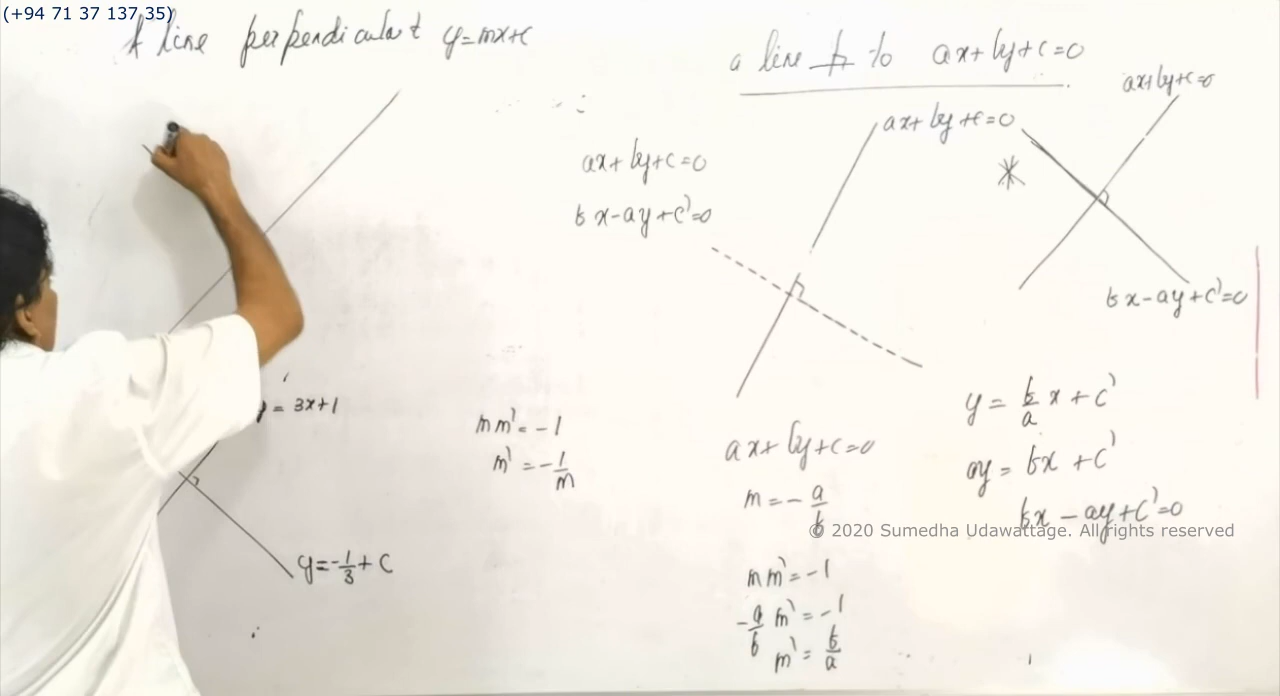 (+94 71 37 137 35)
A line perpendicular t y=mx+c
a line ⊥ to ax+by+c=0
ax+by+c=0
ax+by+c=0
ax+by+c=0
bx-ay+c'=0
bx-ay+c'=0
y = 3x+1
mm' = -1
m' = -1/m
y = -1/3 + C
ax+by+c=0
m = -a/b
mm' = -1
-a/b m' = -1
m' = b/a
y = b/a x + c'
ay = bx + c'
bx - ay + c' = 0
© 2020 Sumedha Udawattage. All rights reserved